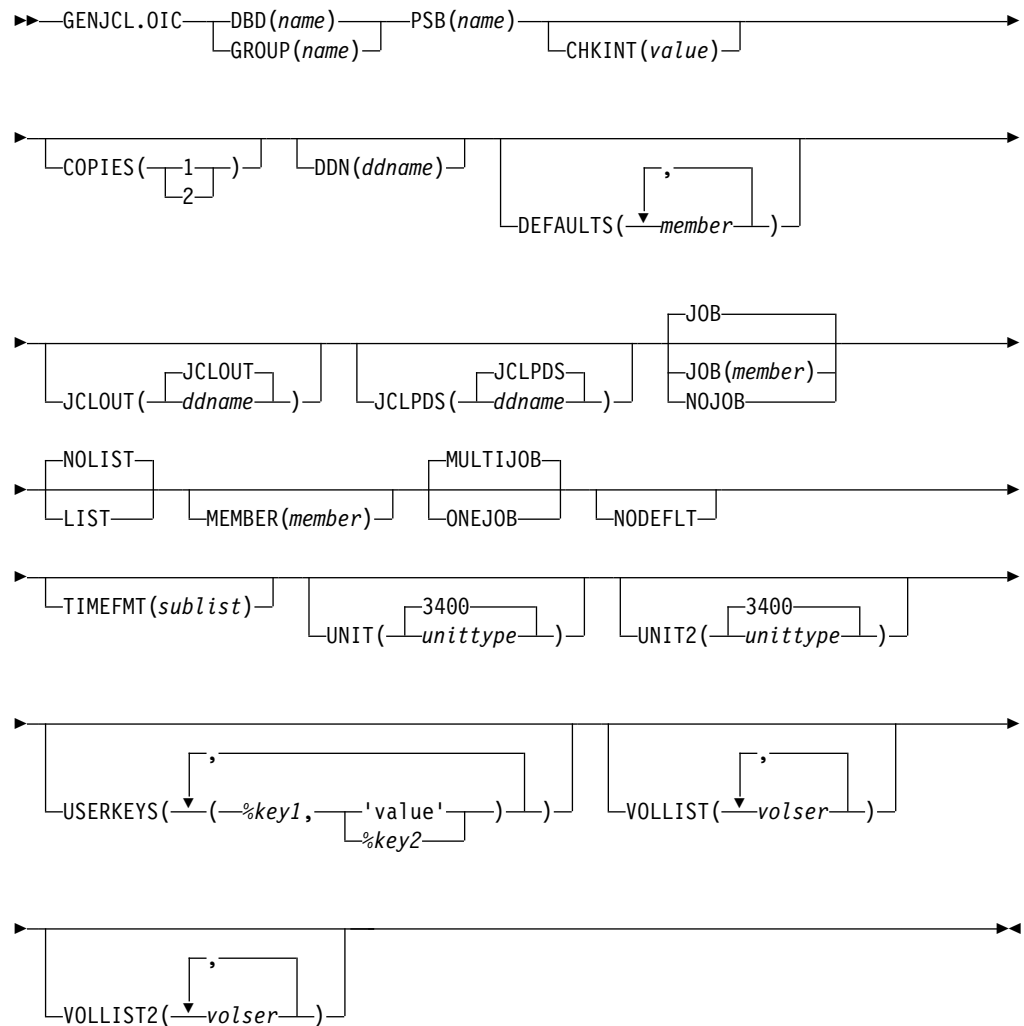 GENJCL.OIC DBD(name) PSB(name)
GROUP(name) CHKINT(value)
COPIES( 1 ) DDN(ddname) ,
2 DEFAULTS( member )
JOB
JCLOUT JCLPDS JOB(member)
JCLOUT( ddname ) JCLPDS( ddname ) NOJOB
NOLIST MULTIJOB
LIST MEMBER(member) ONEJOB NODEFLT
TIMEFMT(sublist) 3400 3400
UNIT( unittype ) UNIT2( unittype )
, ,
USERKEYS( ( %key1, 'value' ) ) VOLLIST( volser )
%key2
,
VOLLIST2( volser )